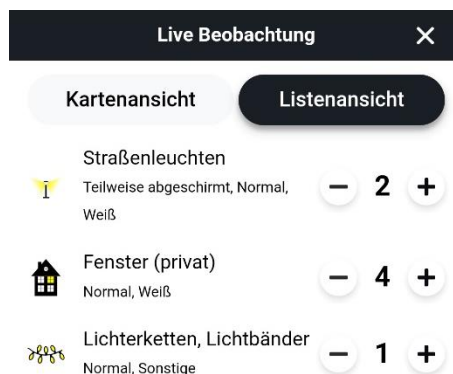 Live Beobachtung ×
Kartenansicht Listenansicht
Straßenleuchten
Teilweise abgeschirmt, Normal,
Weiß
− 2 +
Fenster (privat)
Normal, Weiß
− 4 +
Lichterketten, Lichtbänder
Normal, Sonstige
− 1 +